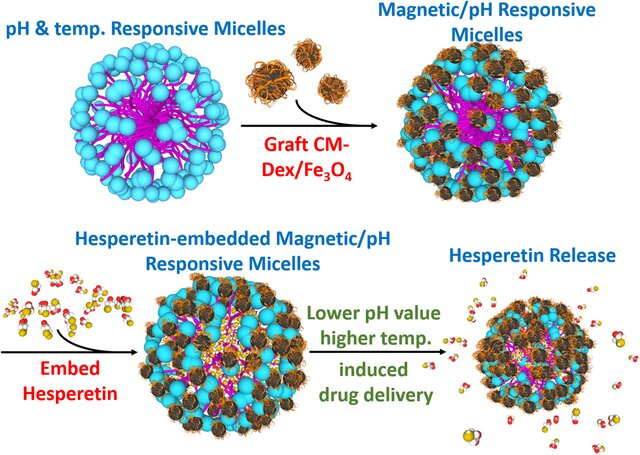 pH & temp. Responsive Micelles
Magnetic/pH Responsive
Micelles
Graft CM-
Dex/Fe₃O₄
Hesperetin-embedded Magnetic/pH
Responsive Micelles
Hesperetin Release
Embed
Hesperetin
Lower pH value
higher temp.
induced
drug delivery